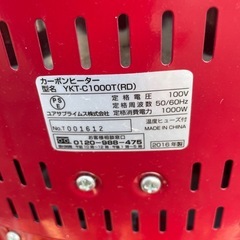 カーボンヒーター
型名 YKT-C1000T(RD)
PSE
定格電圧 100V
定格周波数 50/60Hz
定格消費電力 1000W
ユアサプライムス株式会社
温度ヒューズ付
No.T001612
MADE IN CHINA
お客様相談窓口
0120-988-475
2016年製